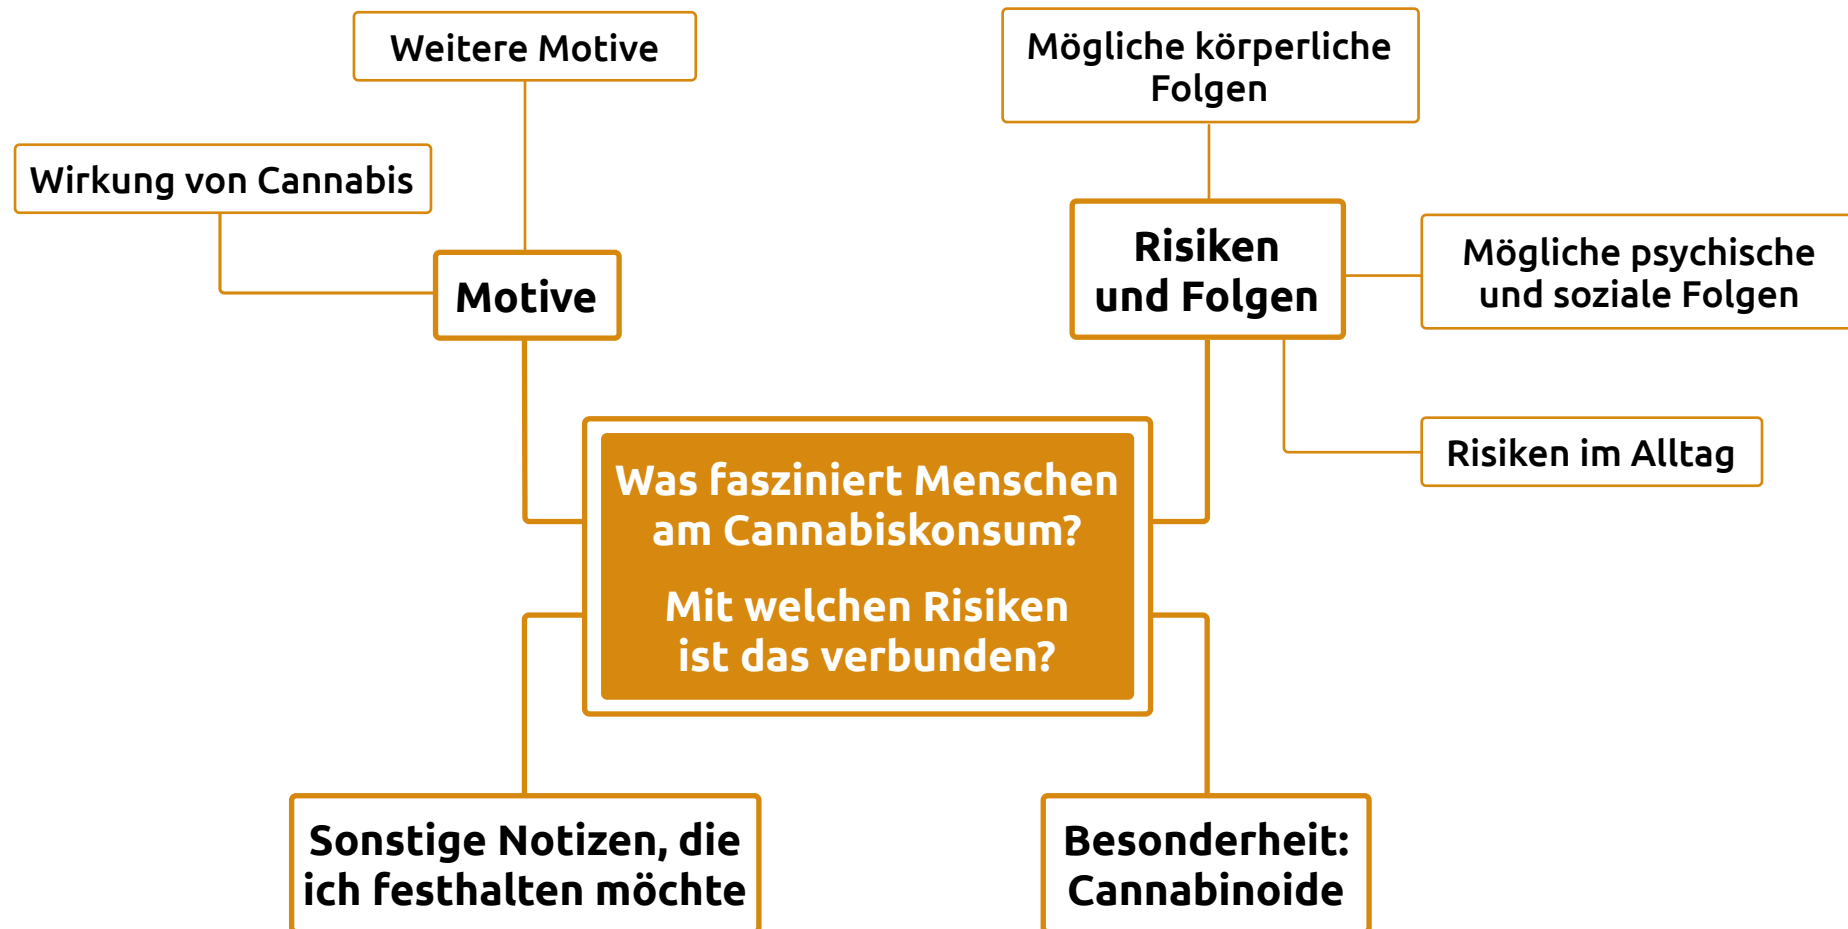 Weitere Motive
Mögliche körperliche
Folgen
Wirkung von Cannabis
Motive
Risiken
und Folgen
Mögliche psychische
und soziale Folgen
Risiken im Alltag
Was fasziniert Menschen
am Cannabiskonsum?
Mit welchen Risiken
ist das verbunden?
Sonstige Notizen, die
ich festhalten möchte
Besonderheit:
Cannabinoide